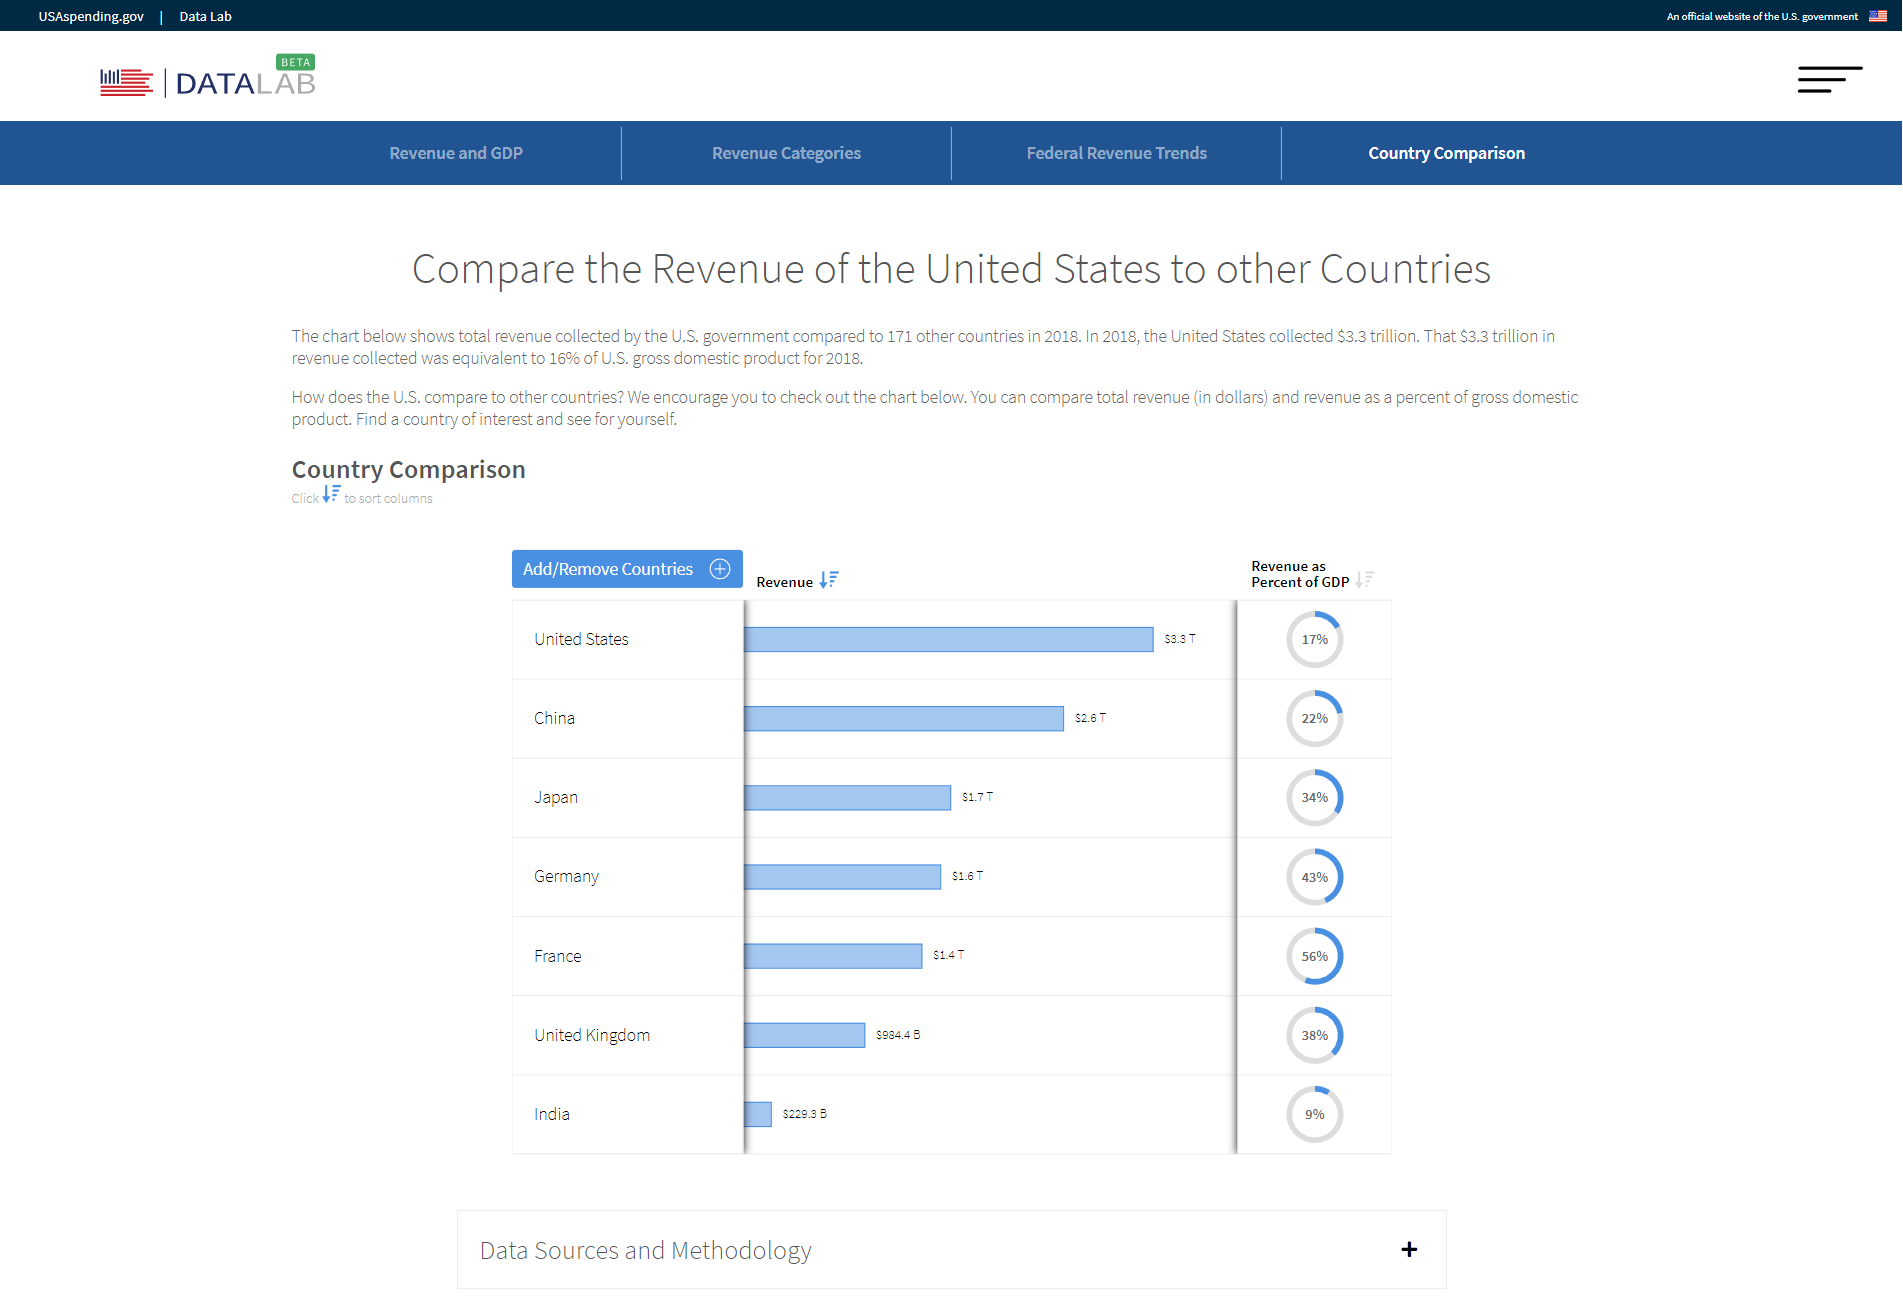 USAspending.gov | Data Lab
An official website of the U.S. government
DATALAB BETA
Revenue and GDP
Revenue Categories
Federal Revenue Trends
Country Comparison
Compare the Revenue of the United States to other Countries
The chart below shows total revenue collected by the U.S. government compared to 171 other countries in 2018. In 2018, the United States collected $3.3 trillion. That $3.3 trillion in
revenue collected was equivalent to 16% of U.S. gross domestic product for 2018.
How does the U.S. compare to other countries? We encourage you to check out the chart below. You can compare total revenue (in dollars) and revenue as a percent of gross domestic
product. Find a country of interest and see for yourself.
Country Comparison
Click to sort columns
Add/Remove Countries
Revenue
Revenue as
Percent of GDP
United States $3.3 T 17%
China $2.6 T 22%
Japan $1.7 T 34%
Germany $1.6 T 43%
France $1.4 T 56%
United Kingdom $984.4 B 38%
India $229.3 B 9%
Data Sources and Methodology